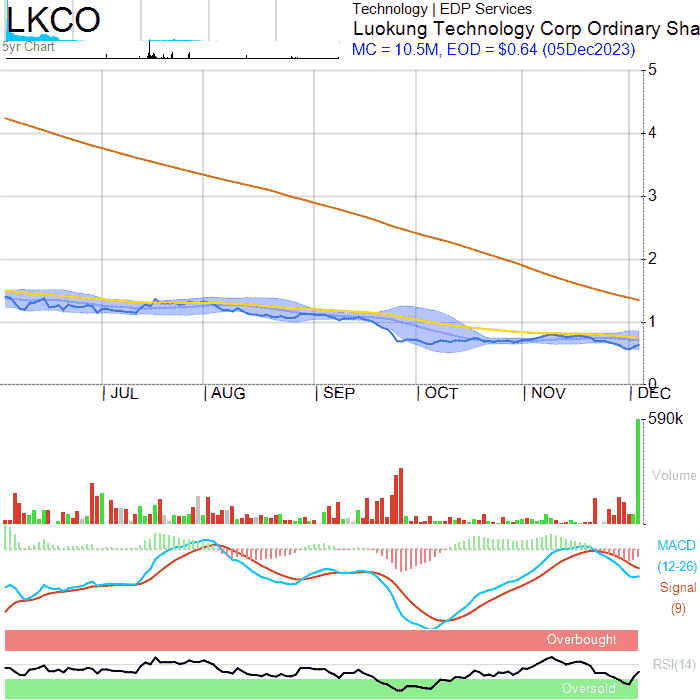 LKCO
5yr Chart
Technology | EDP Services
Luokung Technology Corp Ordinary Sha
MC = 10.5M, EOD = $0.64 (05Dec2023)
5
4
3
2
1
0
JUL
AUG
SEP
OCT
NOV
DEC
590k
Volume
MACD
(12-26)
Signal
(9)
Overbought
RSI(14)
Oversold